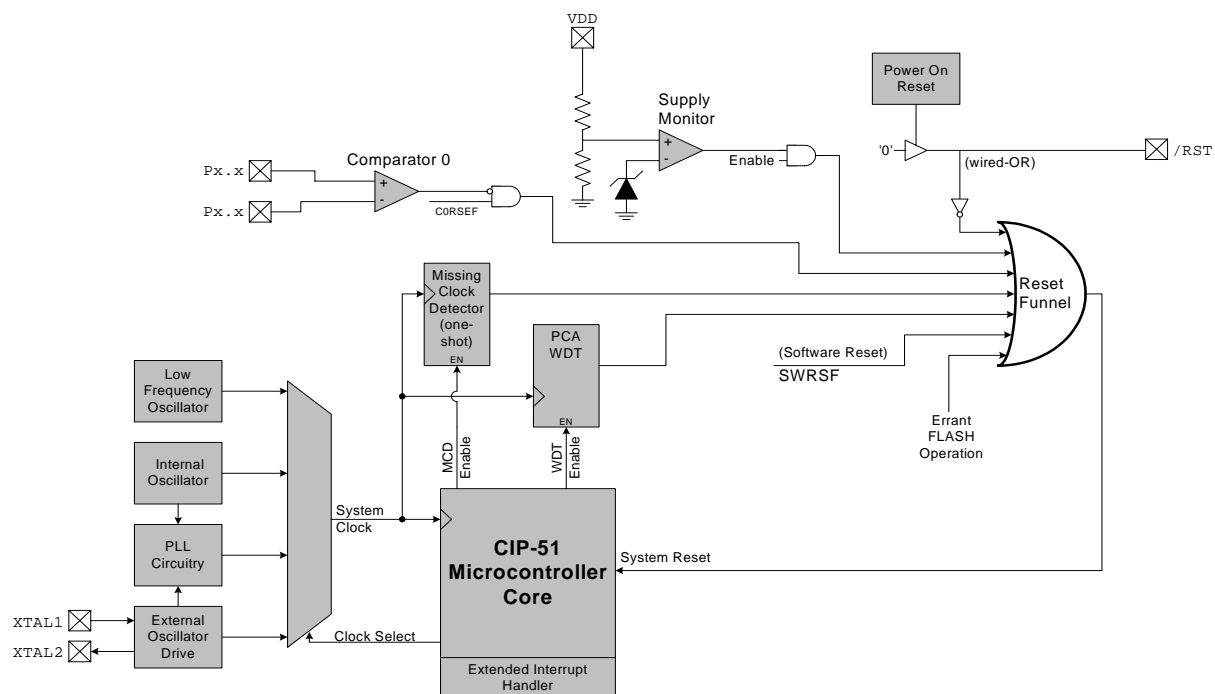 VDD
Power On
Reset
Supply
Monitor
+
-
Enable
'0'
(wired-OR)
/RST
Px.x
Px.x
Comparator 0
+
-
C0RSEF
Missing
Clock
Detector
(one-
shot)
EN
PCA
WDT
EN
(Software Reset)
SWRSF
Errant
FLASH
Operation
Reset
Funnel
Low
Frequency
Oscillator
Internal
Oscillator
PLL
Circuitry
XTAL1
XTAL2
External
Oscillator
Drive
System
Clock
MCD
Enable
WDT
Enable
CIP-51
Microcontroller
Core
System Reset
Clock Select
Extended Interrupt
Handler